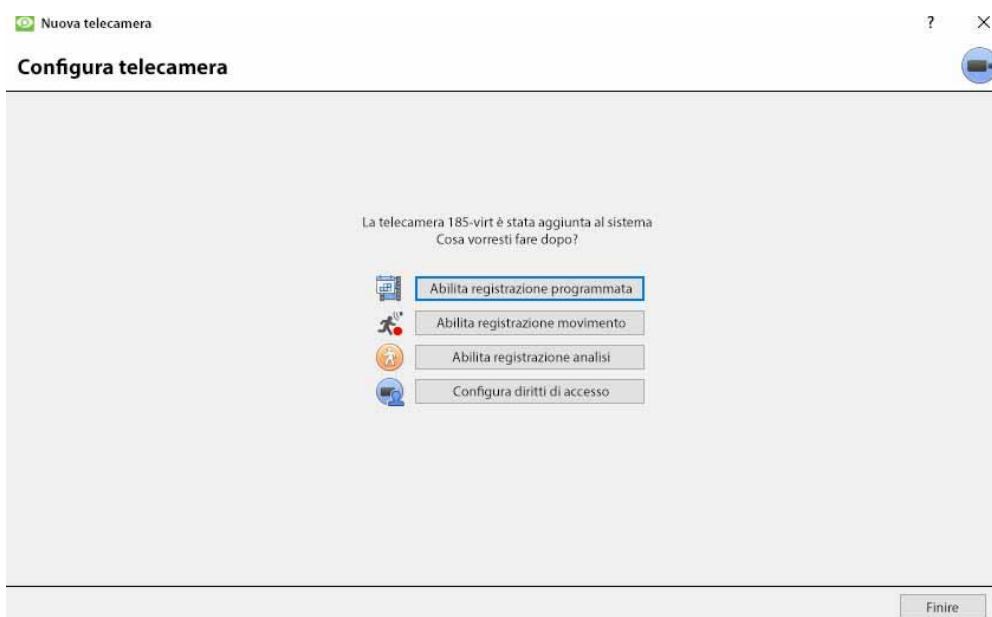 Nuova telecamera
?
Configura telecamera
La telecamera 185-virt è stata aggiunta al sistema
Cosa vorresti fare dopo?
Abilita registrazione programmata
Abilita registrazione movimento
Abilita registrazione analisi
Configura diritti di accesso
Finire